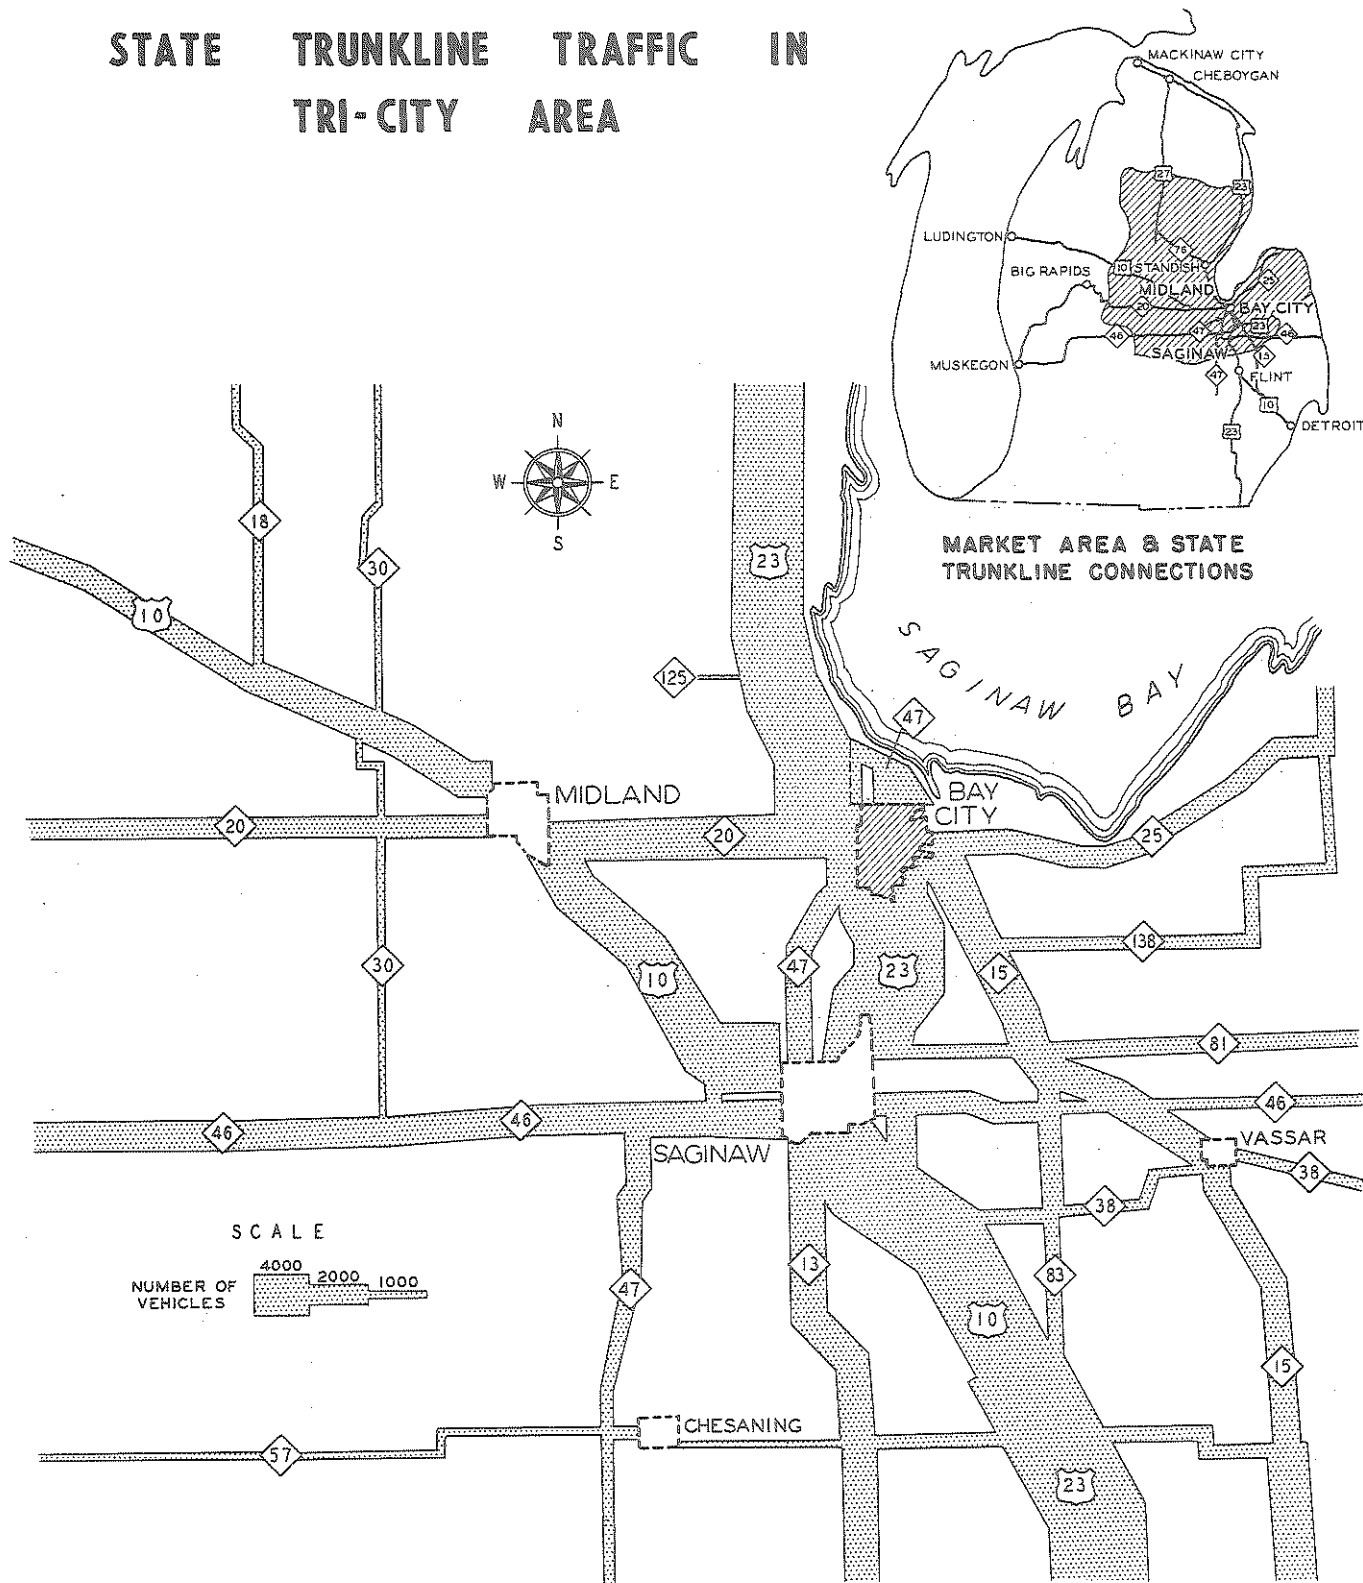 STATE TRUNKLINE TRAFFIC IN
TRI-CITY AREA
MACKINAW CITY
CHEBOYGAN
27
23
LUDINGTON
76
10
STANDISH
BIG RAPIDS
MIDLAND
25
20
BAY CITY
46
47
23
46
SAGINAW
15
MUSKEGON
47
FLINT
10
DETROIT
23
MARKET AREA & STATE
TRUNKLINE CONNECTIONS
N
W E
S
18
30
23
10
SAGINAW BAY
125
47
MIDLAND
BAY
CITY
20
20
25
138
30
10
47
23
15
81
46
46
46
SAGINAW
VASSAR
38
38
SCALE
4000 2000 1000
NUMBER OF
VEHICLES
47
13
83
10
15
CHESANING
57
23